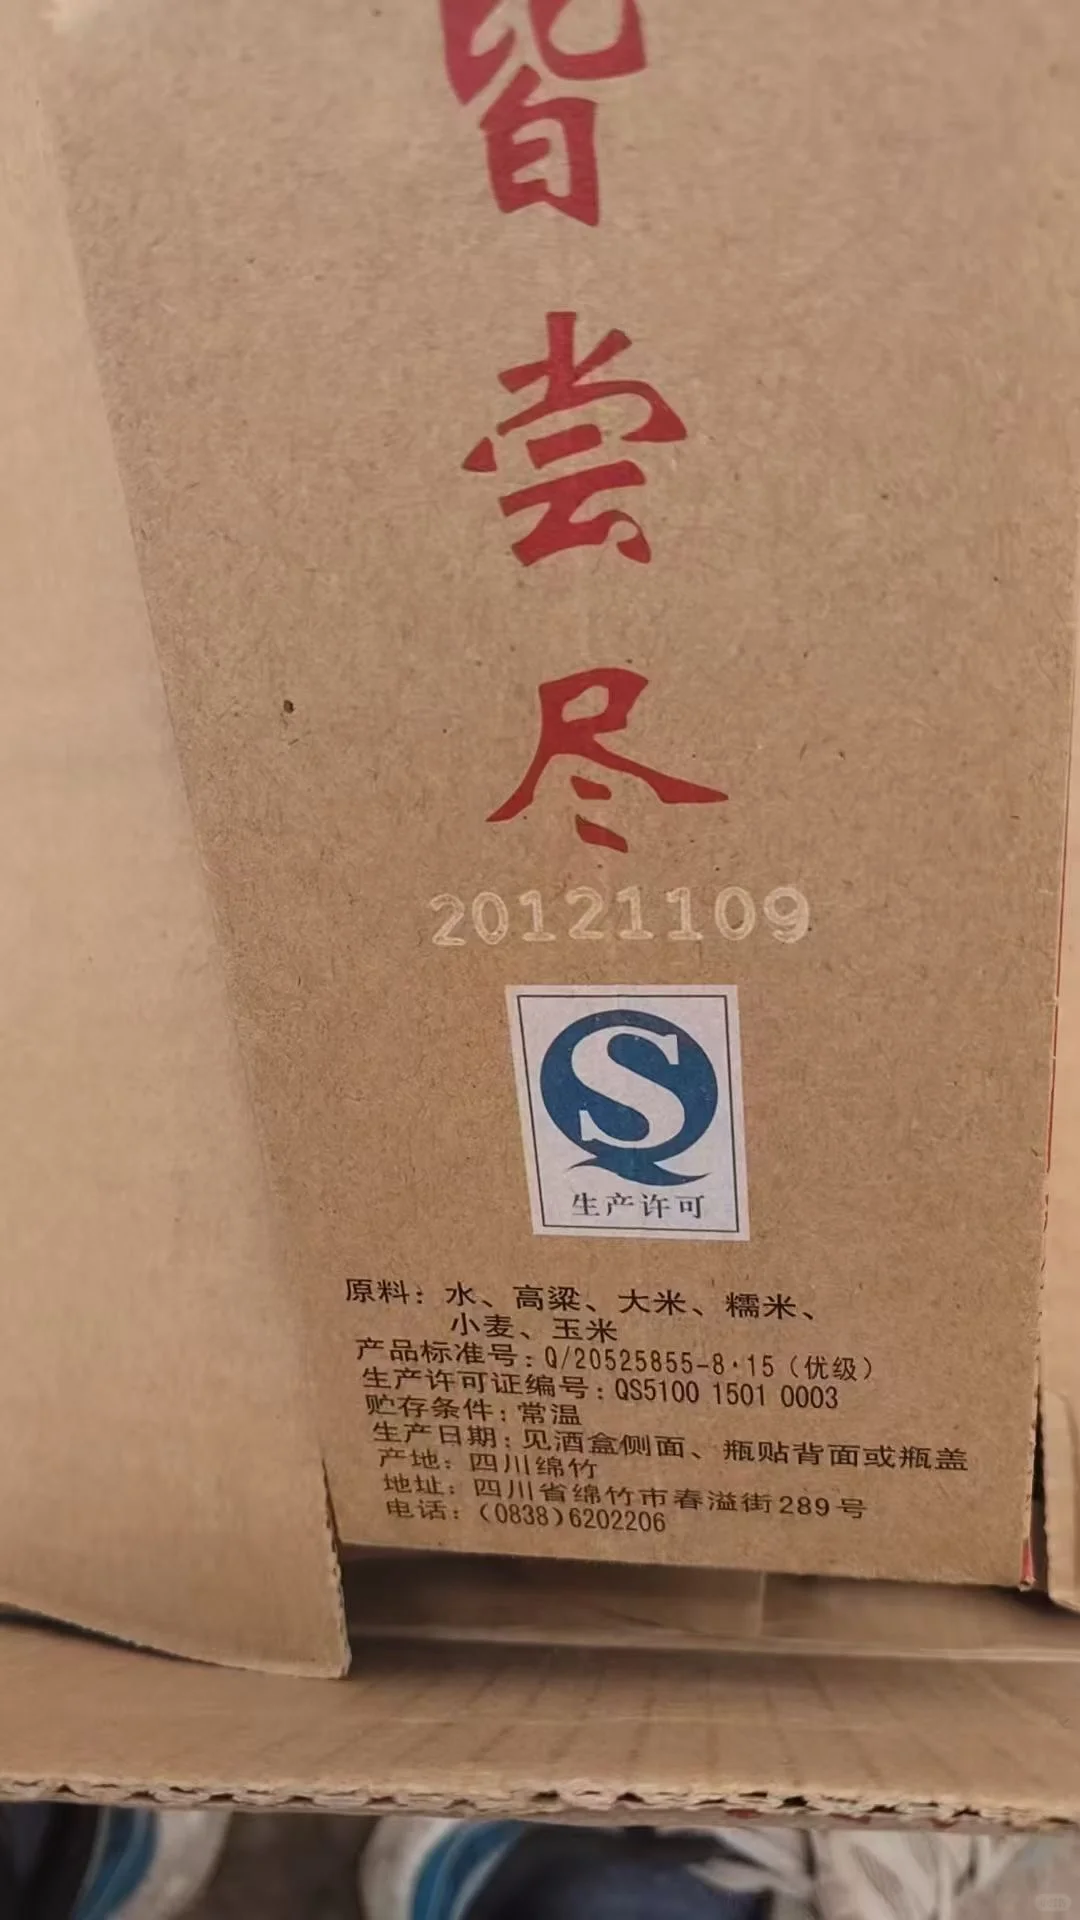 皆
尝
尽
20121109
S
生产许可
原料：水、高粱、大米、糯米、
小麦、玉米
产品标准号：Q/20525855-8·15（优级）
生产许可证编号：QS5100 1501 0003
贮存条件：常温
生产日期：见酒盒侧面、瓶贴背面或瓶盖
产地：四川绵竹
地址：四川省绵竹市春溢街289号
电话：(0838)6202206